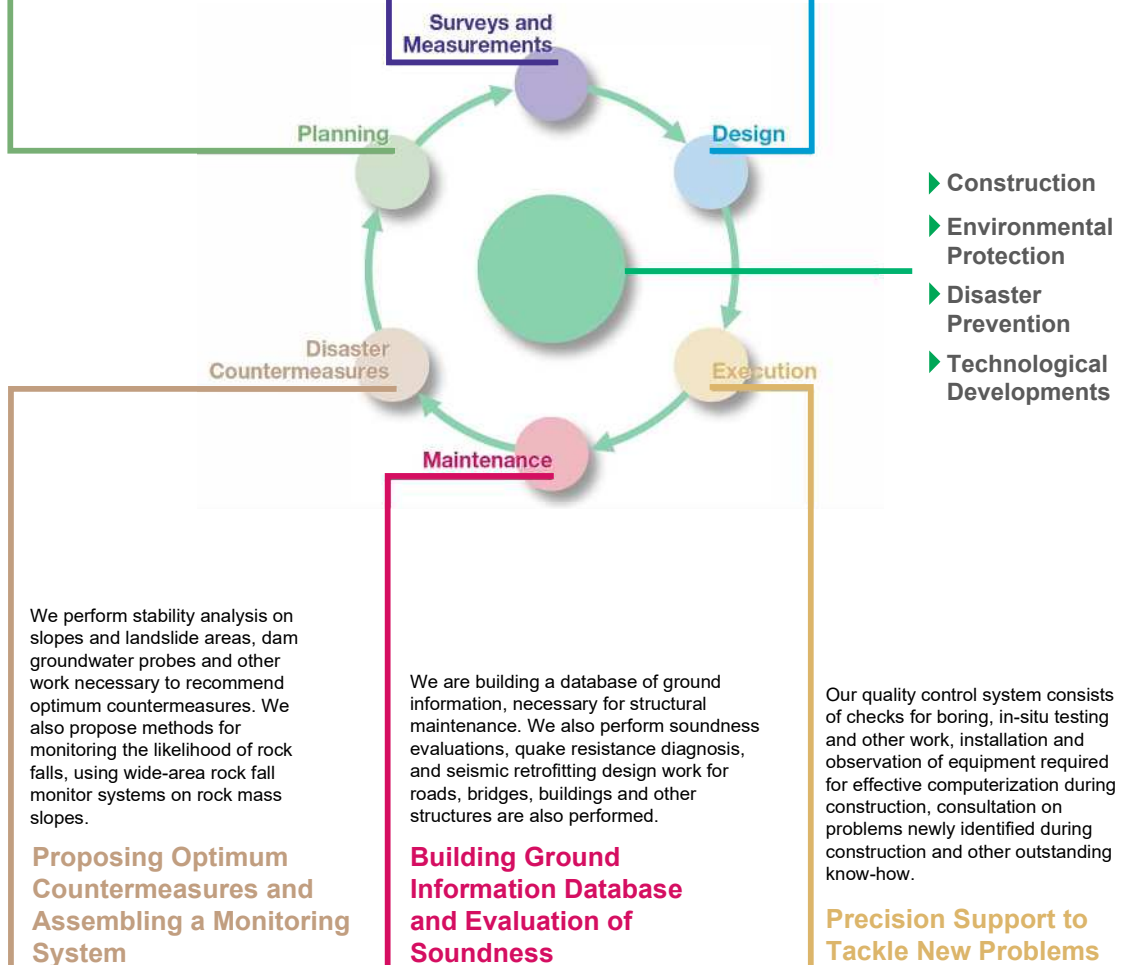 Surveys and
Measurements
Planning
Design
Construction
Environmental
Protection
Disaster
Prevention
Technological
Developments
Disaster
Countermeasures
Execution
Maintenance
We perform stability analysis on
slopes and landslide areas, dam
groundwater probes and other
work necessary to recommend
optimum countermeasures. We
also propose methods for
monitoring the likelihood of rock
falls, using wide-area rock fall
monitor systems on rock mass
slopes.
Proposing Optimum
Countermeasures and
Assembling a Monitoring
System
We are building a database of ground
information, necessary for structural
maintenance. We also perform soundness
evaluations, quake resistance diagnosis,
and seismic retrofitting design work for
roads, bridges, buildings and other
structures are also performed.
Building Ground
Information Database
and Evaluation of
Soundness
Our quality control system consists
of checks for boring, in-situ testing
and other work, installation and
observation of equipment required
for effective computerization during
construction, consultation on
problems newly identified during
construction and other outstanding
know-how.
Precision Support to
Tackle New Problems